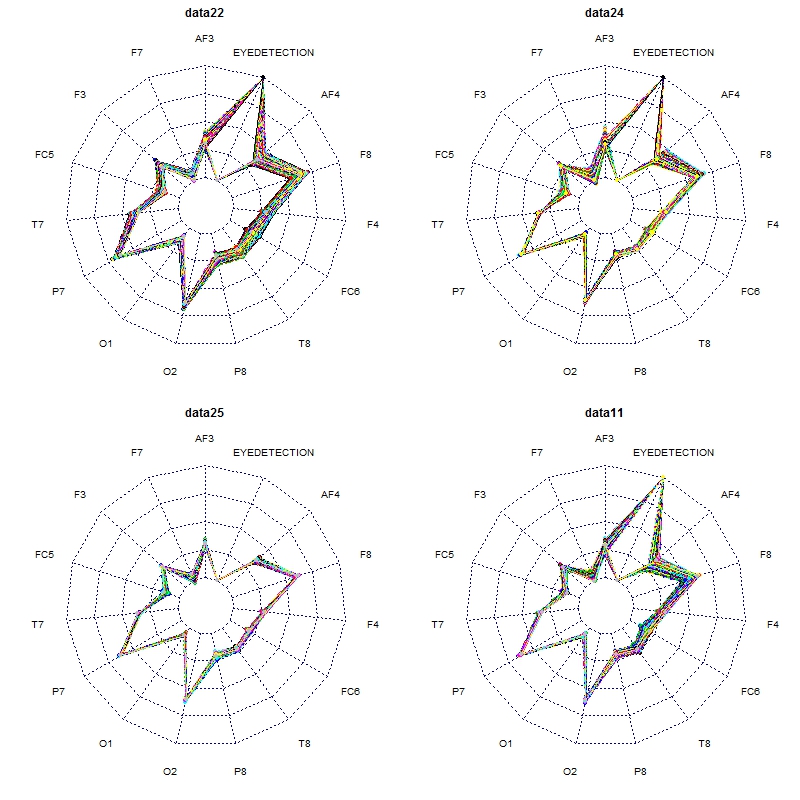 data22
AF3
F7
EYEDETECTION
F3
AF4
FC5
F8
T7
F4
P7
FC6
O1
T8
O2
P8
data24
AF3
F7
EYEDETECTION
F3
AF4
FC5
F8
T7
F4
P7
FC6
O1
T8
O2
P8
data25
AF3
F7
EYEDETECTION
F3
AF4
FC5
F8
T7
F4
P7
FC6
O1
T8
O2
P8
data11
AF3
F7
EYEDETECTION
F3
AF4
FC5
F8
T7
F4
P7
FC6
O1
T8
O2
P8